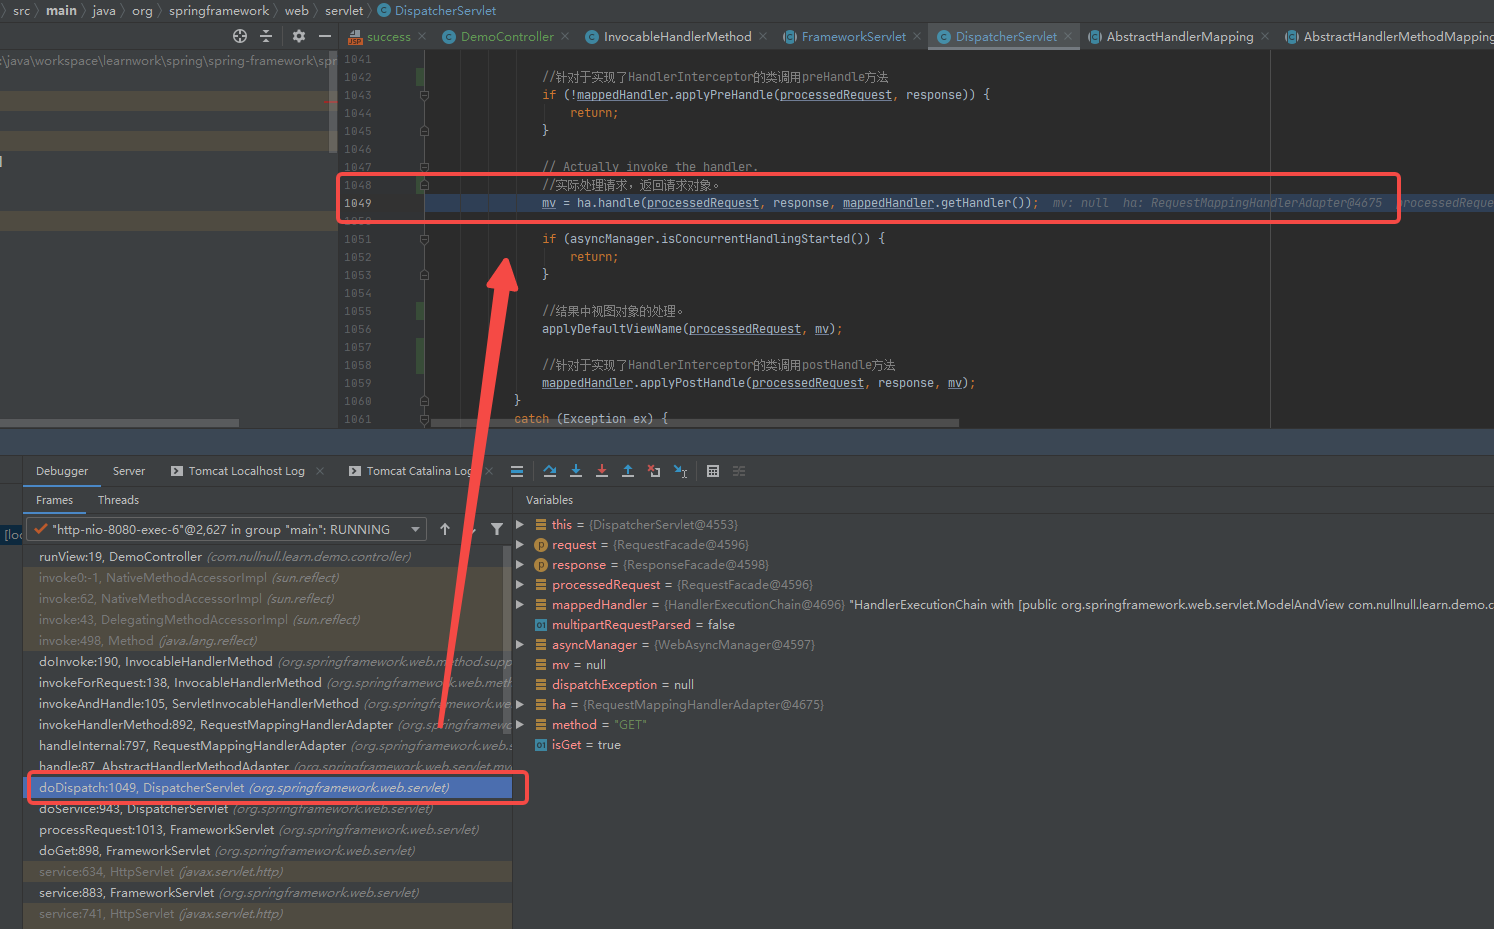 src main java org springframework web servlet DispatcherServlet
success DemoController InvocableHandlerMethod FrameworkServlet DispatcherServlet AbstractHandlerMapping AbstractHandlerMethodMapping
:\java\workspace\learnwork\spring\spring-framework\spr
1041
1042 //针对于实现了HandlerInterceptor的类调用preHandle方法
1043 if (!mappedHandler.applyPreHandle(processedRequest, response)) {
1044 return;
1045 }
1046
1047 // Actually invoke the handler.
1048 //实际处理请求，返回请求对象。
1049 mv = ha.handle(processedRequest, response, mappedHandler.getHandler()); mv: null ha: RequestMappingHandlerAdapter@4675 processedReque
1050
1051 if (asyncManager.isConcurrentHandlingStarted()) {
1052 return;
1053 }
1054
1055 //结果中视图对象的处理。
1056 applyDefaultViewName(processedRequest, mv);
1057
1058 //针对于实现了HandlerInterceptor的类调用postHandle方法
1059 mappedHandler.applyPostHandle(processedRequest, response, mv);
1060 }
1061 catch (Exception ex) {
Debugger Server Tomcat Localhost Log Tomcat Catalina Log
Frames Threads
Variables
[loc
"http-nio-8080-exec-6"@2,627 in group "main": RUNNING
runView:19, DemoController (com.nullnull.learn.demo.controller)
invoke0:-1, NativeMethodAccessorImpl (sun.reflect)
invoke:62, NativeMethodAccessorImpl (sun.reflect)
invoke:43, DelegatingMethodAccessorImpl (sun.reflect)
invoke:498, Method (java.lang.reflect)
doInvoke:190, InvocableHandlerMethod (org.springframework.web.method.supp
invokeForRequest:138, InvocableHandlerMethod (org.springframework.web.meth
invokeAndHandle:105, ServletInvocableHandlerMethod (org.springframework.we
invokeHandlerMethod:892, RequestMappingHandlerAdapter (org.springframewo
handleInternal:797, RequestMappingHandlerAdapter (org.springframework.web.s
handle:87, AbstractHandlerMethodAdapter (org.springframework.web.servlet.mv
doDispatch:1049, DispatcherServlet (org.springframework.web.servlet)
doService:943, DispatcherServlet (org.springframework.web.servlet)
processRequest:1013, FrameworkServlet (org.springframework.web.servlet)
doGet:898, FrameworkServlet (org.springframework.web.servlet)
service:634, HttpServlet (javax.servlet.http)
service:883, FrameworkServlet (org.springframework.web.servlet)
service:741, HttpServlet (javax.servlet.http)
this = {DispatcherServlet@4553}
request = {RequestFacade@4596}
response = {ResponseFacade@4598}
processedRequest = {RequestFacade@4596}
mappedHandler = {HandlerExecutionChain@4696} "HandlerExecutionChain with [public org.springframework.web.servlet.ModelAndView com.nullnull.learn.demo.c
multipartRequestParsed = false
asyncManager = {WebAsyncManager@4597}
mv = null
dispatchException = null
ha = {RequestMappingHandlerAdapter@4675}
method = "GET"
isGet = true